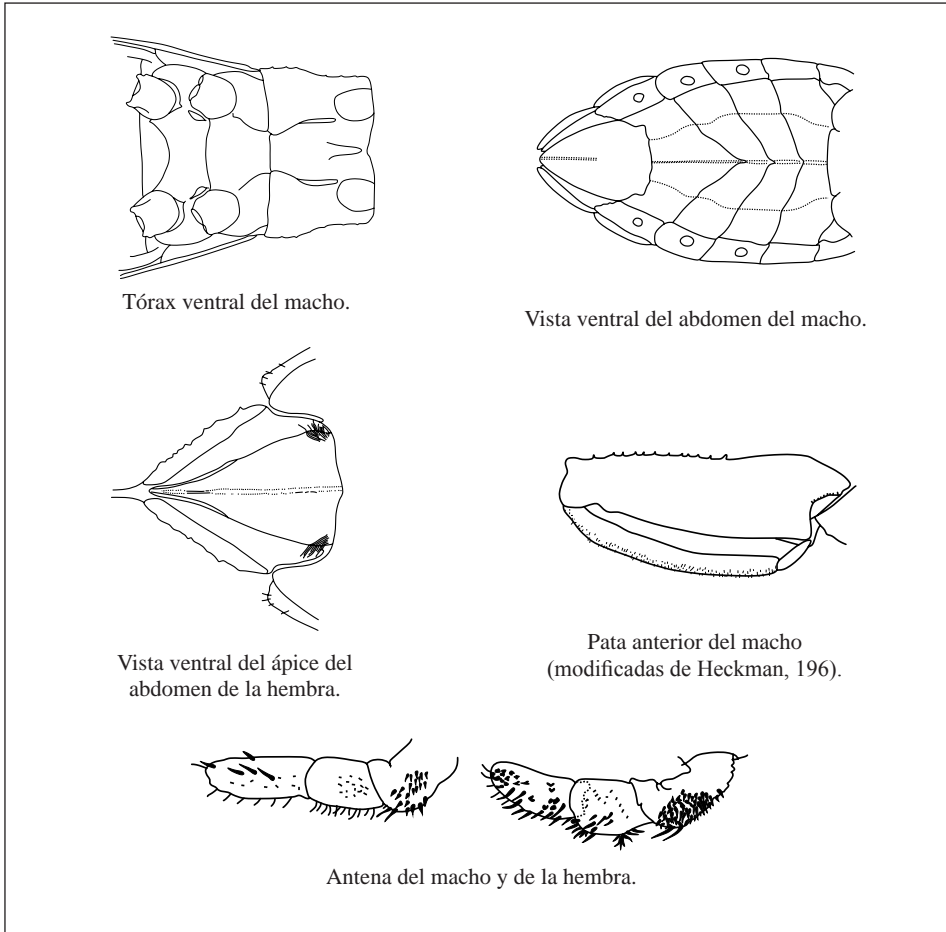 Tórax ventral del macho.
Vista ventral del abdomen del macho.
Vista ventral del ápice del
abdomen de la hembra.
Pata anterior del macho
(modificadas de Heckman, 196).
Antena del macho y de la hembra.